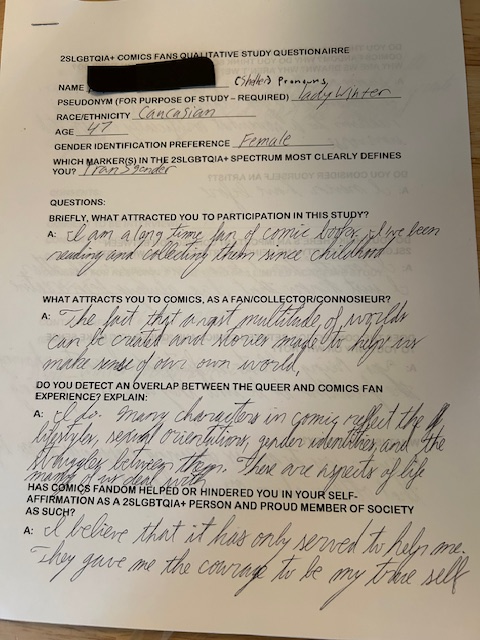 2SLGBTQIA+ COMICS FANS QUALITATIVE STUDY QUESTIONAIRRE
NAME (She/Hers Pronouns)
PSEUDONYM (FOR PURPOSE OF STUDY – REQUIRED) Lady Winter
RACE/ETHNICITY Caucasian
AGE 47
GENDER IDENTIFICATION PREFERENCE Female
WHICH MARKER(S) IN THE 2SLGBTQIA+ SPECTRUM MOST CLEARLY DEFINES
YOU? Transgender
QUESTIONS:
BRIEFLY, WHAT ATTRACTED YOU TO PARTICIPATION IN THIS STUDY?
A: I am a long time fan of comic books. I've been
reading and collecting them since childhood
WHAT ATTRACTS YOU TO COMICS, AS A FAN/COLLECTOR/CONNOSIEUR?
A: The fact that a vast multitude of worlds
can be created and stories made to help us
make sense of our own world.
DO YOU DETECT AN OVERLAP BETWEEN THE QUEER AND COMICS FAN
EXPERIENCE? EXPLAIN:
A: I do. Many characters in comics reflect the
lifestyles, sexual orientations, gender identities, and the
struggles between them. These are aspects of life
many of us deal with
HAS COMICS FANDOM HELPED OR HINDERED YOU IN YOUR SELF-
AFFIRMATION AS A 2SLGBTQIA+ PERSON AND PROUD MEMBER OF SOCIETY
AS SUCH?
A: I believe that it has only served to help me.
They gave me the courage to be my true self